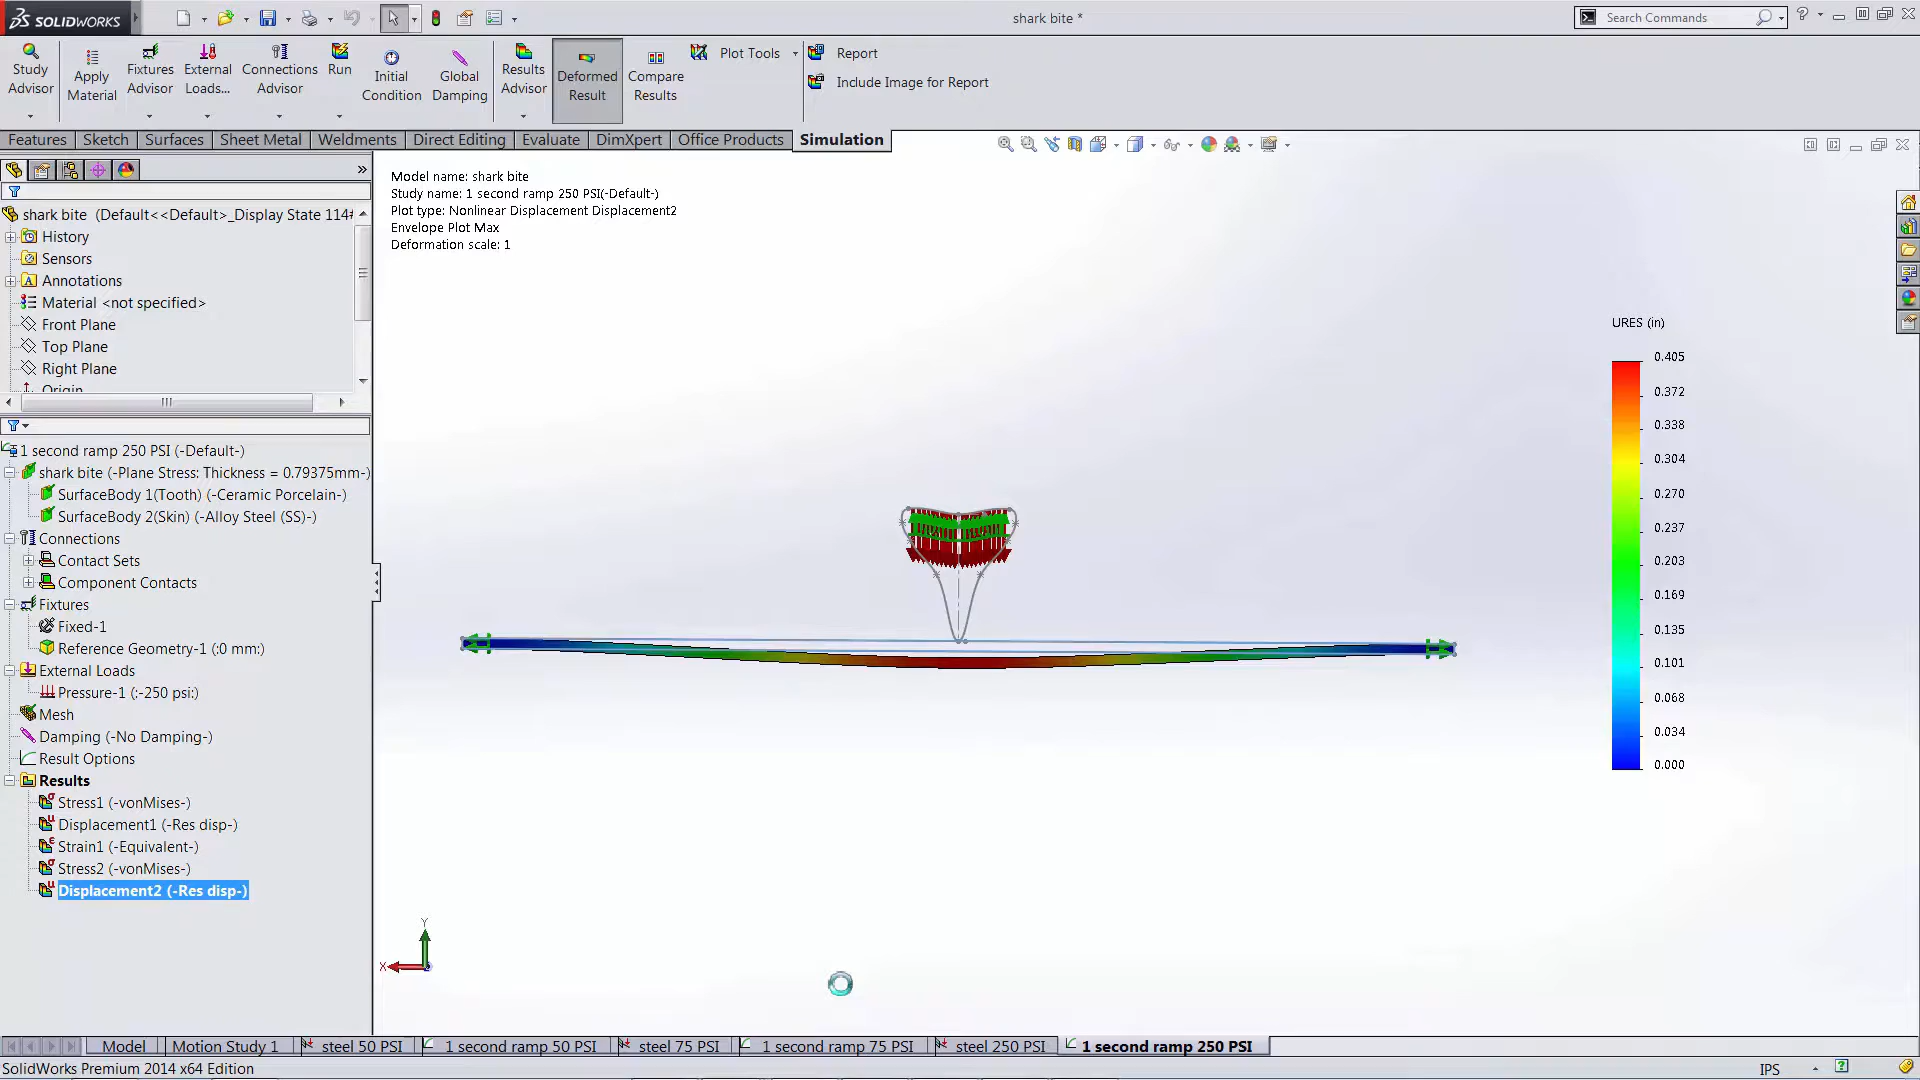 SOLIDWORKS
shark bite *
Search Commands
Study Advisor
Apply Material
Fixtures Advisor
External Loads...
Connections Advisor
Run
Initial Condition
Global Damping
Results Advisor
Deformed Result
Compare Results
Plot Tools
Report
Include Image for Report
Features
Sketch
Surfaces
Sheet Metal
Weldments
Direct Editing
Evaluate
DimXpert
Office Products
Simulation
shark bite (Default<<Default>_Display State 114#
History
Sensors
Annotations
Material <not specified>
Front Plane
Top Plane
Right Plane
Origin
1 second ramp 250 PSI (-Default-)
shark bite (-Plane Stress: Thickness = 0.79375mm-)
SurfaceBody 1(Tooth) (-Ceramic Porcelain-)
SurfaceBody 2(Skin) (-Alloy Steel (SS)-)
Connections
Contact Sets
Component Contacts
Fixtures
Fixed-1
Reference Geometry-1 (:0 mm:)
External Loads
Pressure-1 (:-250 psi:)
Mesh
Damping (-No Damping-)
Result Options
Results
Stress1 (-vonMises-)
Displacement1 (-Res disp-)
Strain1 (-Equivalent-)
Stress2 (-vonMises-)
Displacement2 (-Res disp-)
Model name: shark bite
Study name: 1 second ramp 250 PSI(-Default-)
Plot type: Nonlinear Displacement Displacement2
Envelope Plot Max
Deformation scale: 1
URES (in)
0.405
0.372
0.338
0.304
0.270
0.237
0.203
0.169
0.135
0.101
0.068
0.034
0.000
Y
X
Model
Motion Study 1
steel 50 PSI
1 second ramp 50 PSI
steel 75 PSI
1 second ramp 75 PSI
steel 250 PSI
1 second ramp 250 PSI
SolidWorks Premium 2014 x64 Edition
IPS